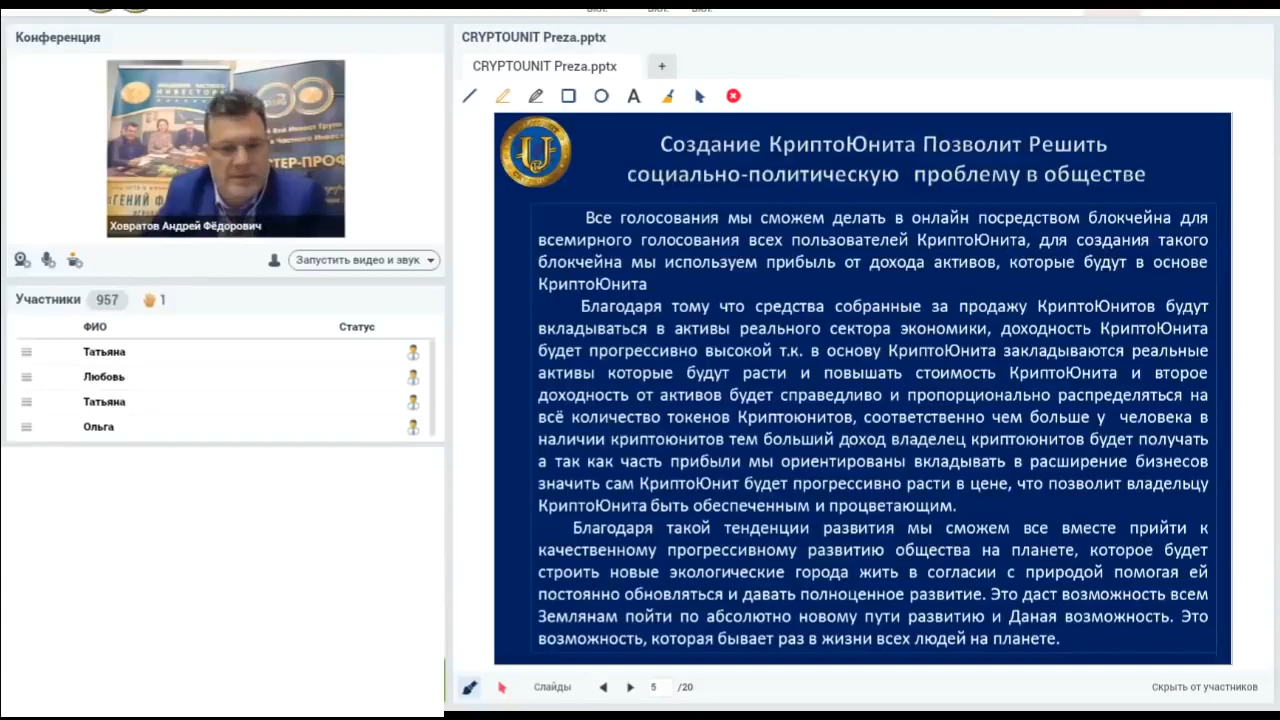 Конференция
ИНВЕСТОРА
Ховратов Андрей Фёдорович
Запустить видео и звук
Участники 957 1
ФИО Статус
Татьяна
Любовь
Татьяна
Ольга
CRYPTOUNIT Preza.pptx
CRYPTOUNIT Preza.pptx +
A
Создание КриптоЮнита Позволит Решить
социально-политическую проблему в обществе
Все голосования мы сможем делать в онлайн посредством блокчейна для
всемирного голосования всех пользователей КриптоЮнита, для создания такого
блокчейна мы используем прибыль от дохода активов, которые будут в основе
КриптоЮнита
Благодаря тому что средства собранные за продажу КриптоЮнитов будут
вкладываться в активы реального сектора экономики, доходность КриптоЮнита
будет прогрессивно высокой т.к. в основу КриптоЮнита закладываются реальные
активы которые будут расти и повышать стоимость КриптоЮнита и второе
доходность от активов будет справедливо и пропорционально распределяться на
всё количество токенов Криптоюнитов, соответственно чем больше у человека в
наличии криптоюнитов тем больший доход владелец криптоюнитов будет получать
а так как часть прибыли мы ориентированы вкладывать в расширение бизнесов
значить сам КриптоЮнит будет прогрессивно расти в цене, что позволит владельцу
КриптоЮнита быть обеспеченным и процветающим.
Благодаря такой тенденции развития мы сможем все вместе прийти к
качественному прогрессивному развитию общества на планете, которое будет
строить новые экологические города жить в согласии с природой помогая ей
постоянно обновляться и давать полноценное развитие. Это даст возможность всем
Землянам пойти по абсолютно новому пути развитию и Даная возможность. Это
возможность, которая бывает раз в жизни всех людей на планете.
Слайды 5 /20 Скрыть от участников